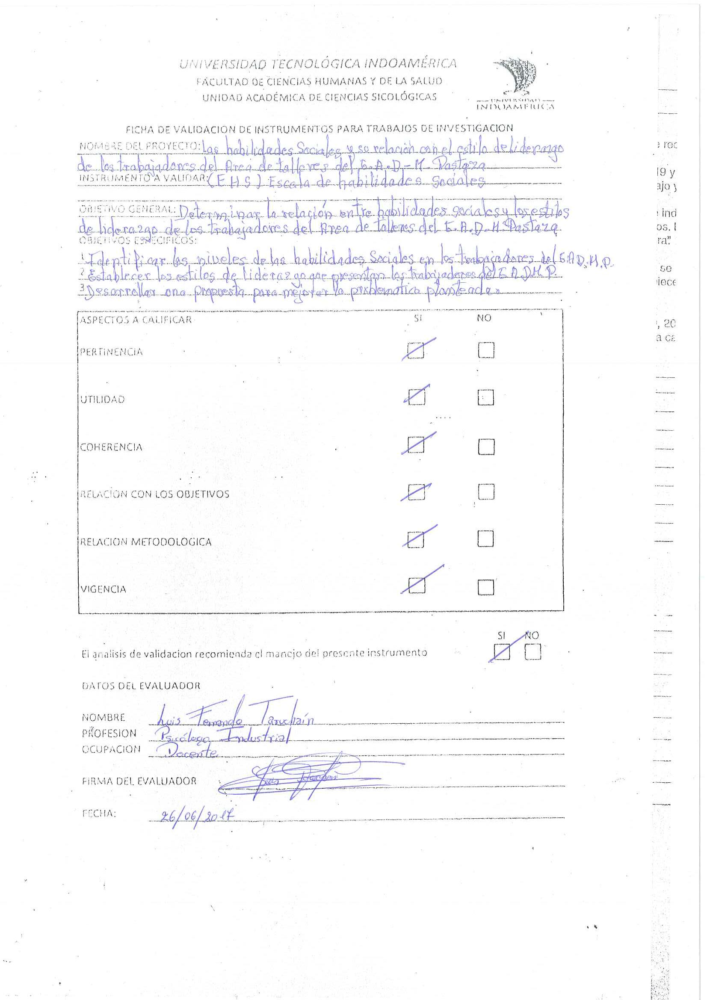 UNIVERSIDAD TECNOLÓGICA INDOAMÉRICA
FACULTAD DE CIENCIAS HUMANAS Y DE LA SALUD
UNIDAD ACADÉMICA DE CIENCIAS SICOLÓGICAS
UNIVERSIDAD
INDOAMERICA
FICHA DE VALIDACION DE INSTRUMENTOS PARA TRABAJOS DE INVESTIGACION
NOMBRE DEL PROYECTO: Las habilidades Sociales y su relación con el estilo de liderazgo
de los trabajadores del Area de talleres del G.A.D.-M. Pastaza
INSTRUMENTO A VALIDAR: (EHS) Escala de habilidades Sociales
OBJETIVO GENERAL: Determinar la relación entre habilidades sociales y los estilos
de liderazgo de los trabajadores del Area de talleres del G.A.D.M. Pastaza
OBJETIVOS ESPECIFICOS:
1 Identificar los niveles de las habilidades Sociales en los trabajadores del G.A.D.M.P.
2 Establecer los estilos de liderazgo que presentan los trabajadores del G.A.D.M.P.
3 Desarrollar una propuesta para mejorar la problematica planteada.
ASPECTOS A CALIFICAR SI NO
PERTINENCIA
UTILIDAD
COHERENCIA
RELACION CON LOS OBJETIVOS
RELACION METODOLOGICA
VIGENCIA
SI NO
El analisis de validacion recomienda el manejo del presente instrumento
DATOS DEL EVALUADOR
NOMBRE Luis Fernando Taruchaín
PROFESION Psicólogo Industrial
OCUPACION Docente
FIRMA DEL EVALUADOR
FECHA: 26/06/2017
19 y
ind
os. l
ra".
se
, 20